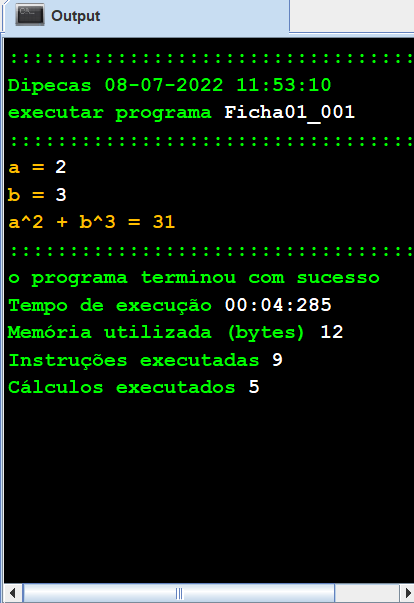 Output
::::::::::::::::::::::::::::::::::
Dipecas 08-07-2022 11:53:10
executar programa Ficha01_001
::::::::::::::::::::::::::::::::::
a = 2
b = 3
a^2 + b^3 = 31
::::::::::::::::::::::::::::::::::
o programa terminou com sucesso
Tempo de execução 00:04:285
Memória utilizada (bytes) 12
Instruções executadas 9
Cálculos executados 5